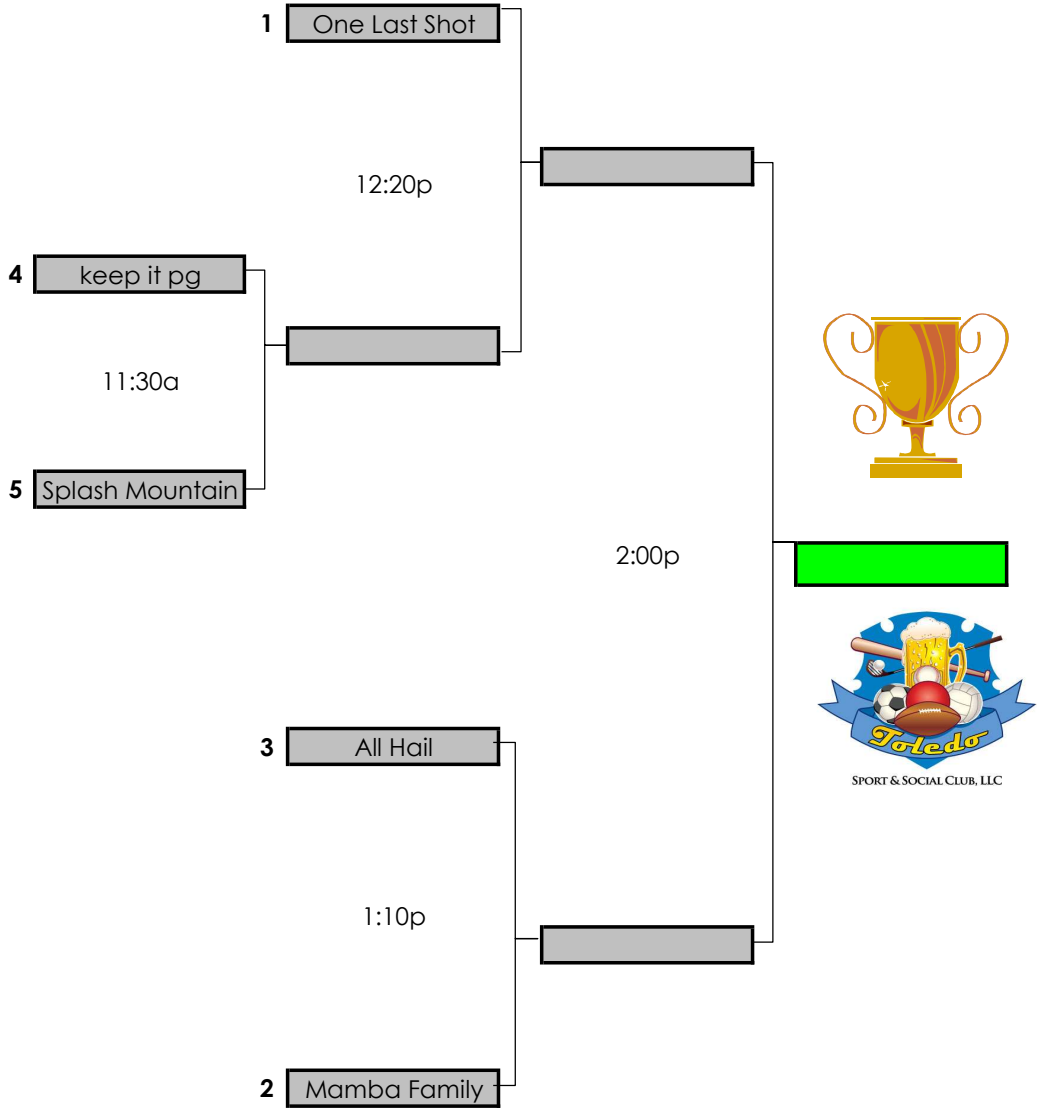 1 One Last Shot
12:20p
4 keep it pg
11:30a
5 Splash Mountain
2:00p
Toledo
SPORT & SOCIAL CLUB, LLC
3 All Hail
1:10p
2 Mamba Family